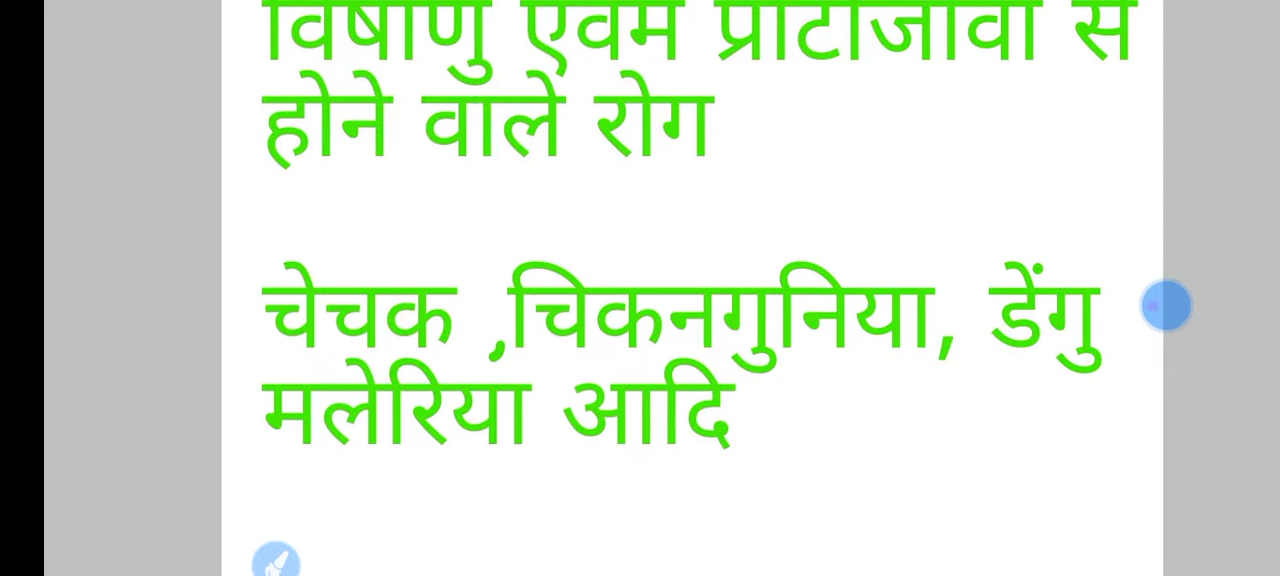 विषाणु एवम प्रोटोजोवा से
होने वाले रोग
चेचक ,चिकनगुनिया, डेंगु
मलेरिया आदि